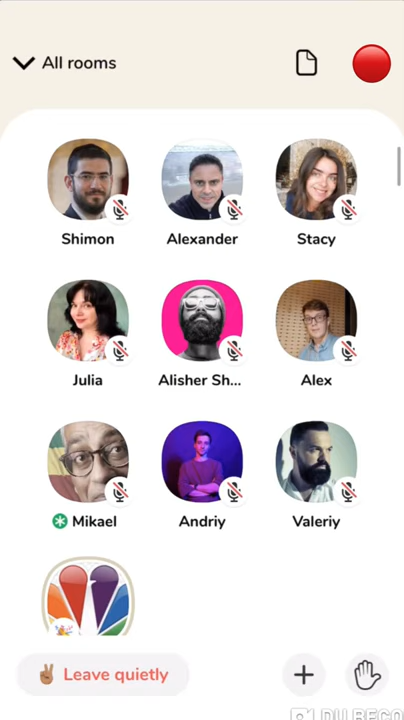 All rooms
Shimon
Alexander
Stacy
Julia
Alisher Sh...
Alex
Mikael
Andriy
Valeriy
Leave quietly